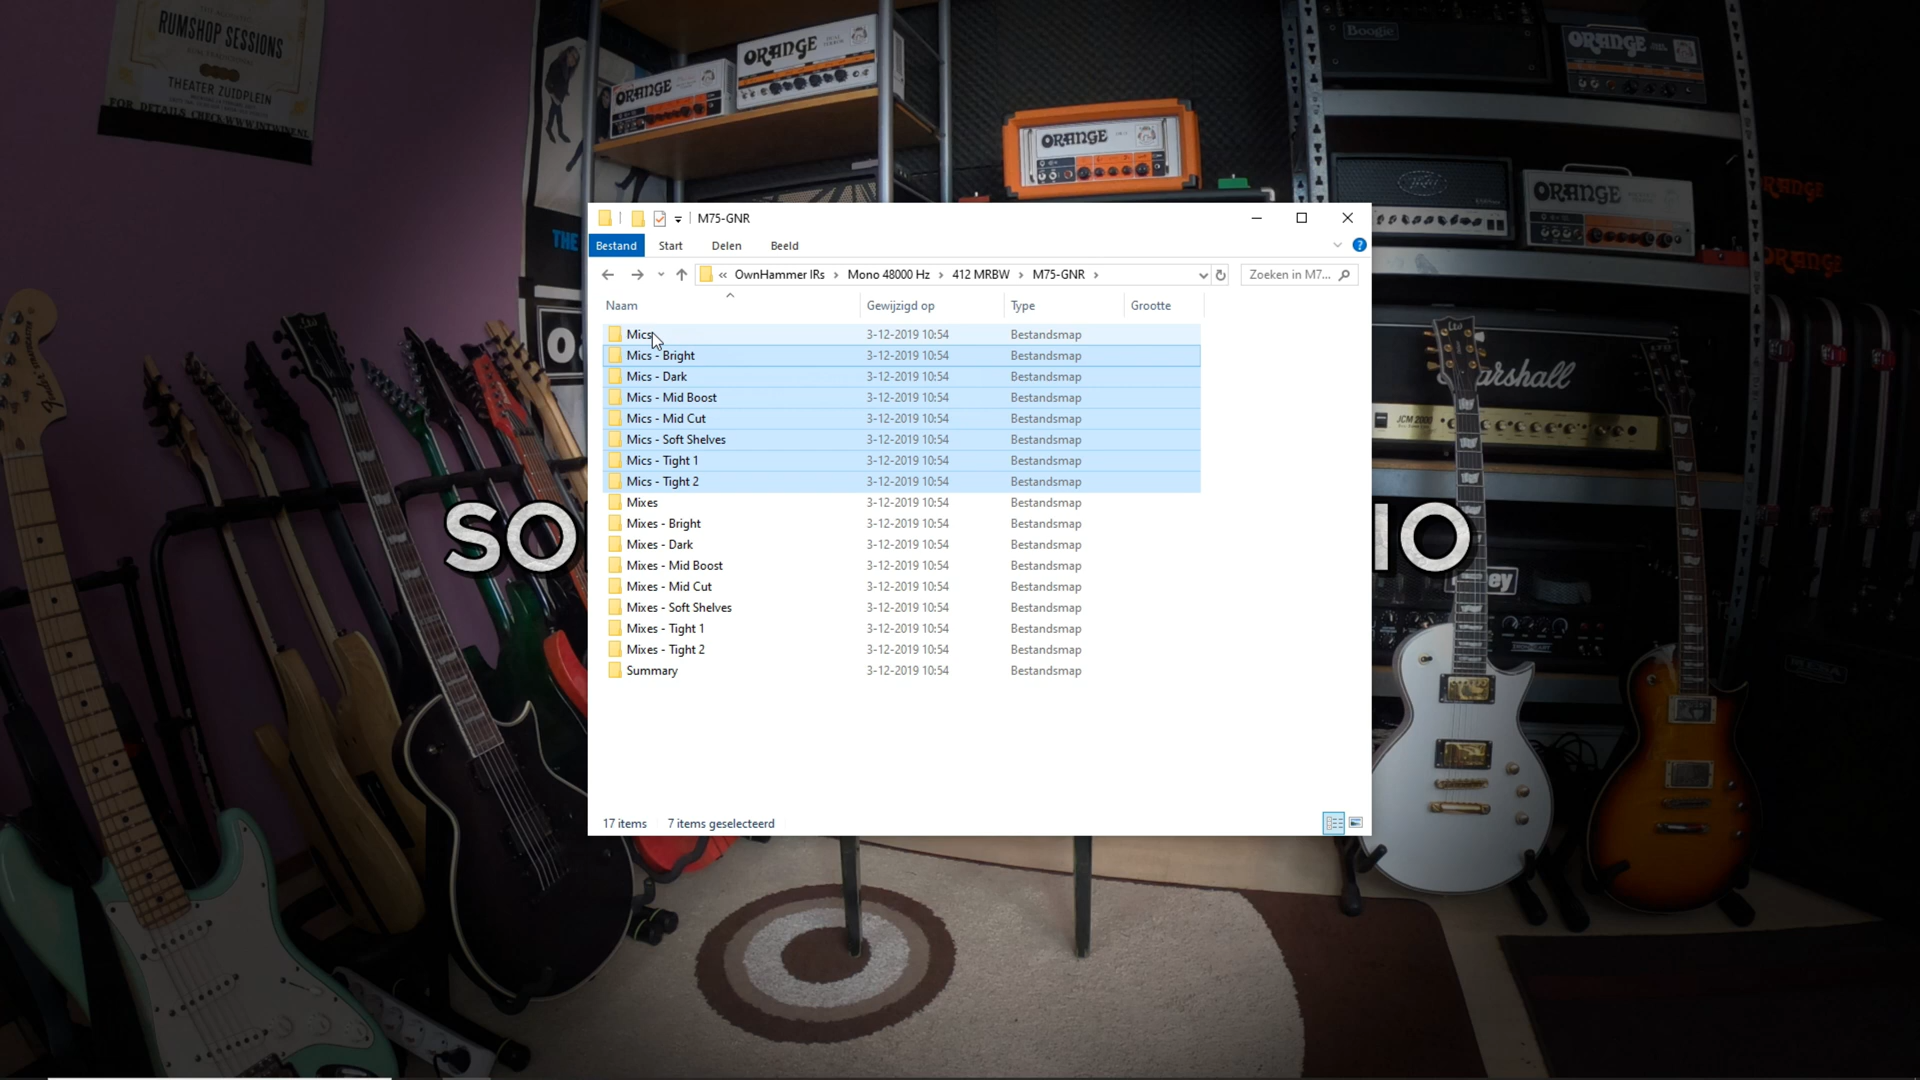 RUMSHOP SESSIONS
THEATER ZUIDPLEIN
FOR DETAILS CHECK WWW.INTWINE.NL
ORANGE
ORANGE
ORANGE
Boogie
ORANGE
ORANGE
THE
Marshall
JCM 2000
SO
IO
M75-GNR
Bestand
Start
Delen
Beeld
« OwnHammer IRs › Mono 48000 Hz › 412 MRBW › M75-GNR ›
Zoeken in M7...
Naam
Gewijzigd op
Type
Grootte
Mics 3-12-2019 10:54 Bestandsmap
Mics - Bright 3-12-2019 10:54 Bestandsmap
Mics - Dark 3-12-2019 10:54 Bestandsmap
Mics - Mid Boost 3-12-2019 10:54 Bestandsmap
Mics - Mid Cut 3-12-2019 10:54 Bestandsmap
Mics - Soft Shelves 3-12-2019 10:54 Bestandsmap
Mics - Tight 1 3-12-2019 10:54 Bestandsmap
Mics - Tight 2 3-12-2019 10:54 Bestandsmap
Mixes 3-12-2019 10:54 Bestandsmap
Mixes - Bright 3-12-2019 10:54 Bestandsmap
Mixes - Dark 3-12-2019 10:54 Bestandsmap
Mixes - Mid Boost 3-12-2019 10:54 Bestandsmap
Mixes - Mid Cut 3-12-2019 10:54 Bestandsmap
Mixes - Soft Shelves 3-12-2019 10:54 Bestandsmap
Mixes - Tight 1 3-12-2019 10:54 Bestandsmap
Mixes - Tight 2 3-12-2019 10:54 Bestandsmap
Summary 3-12-2019 10:54 Bestandsmap
17 items 7 items geselecteerd